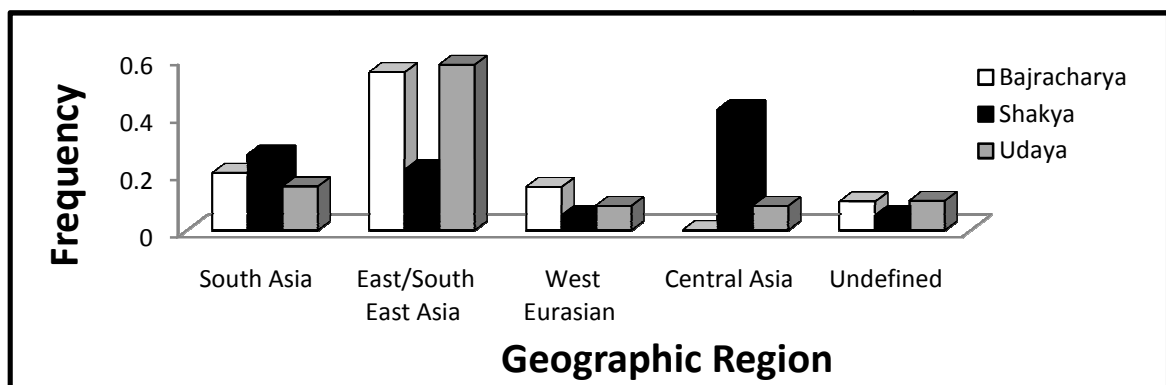 Frequency
0.6
0.4
0.2
0
Bajracharya
Shakya
Udaya
South Asia
East/South
East Asia
West
Eurasian
Central Asia
Undefined
Geographic Region